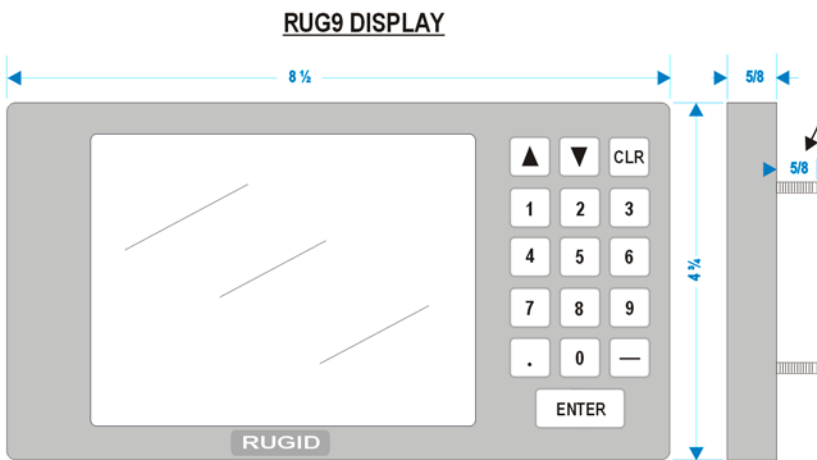 RUG9 DISPLAY
8 ½
5/8
▲ ▼ CLR
5/8
1 2 3
4 5 6
4 ¾
7 8 9
. 0 —
ENTER
RUGID